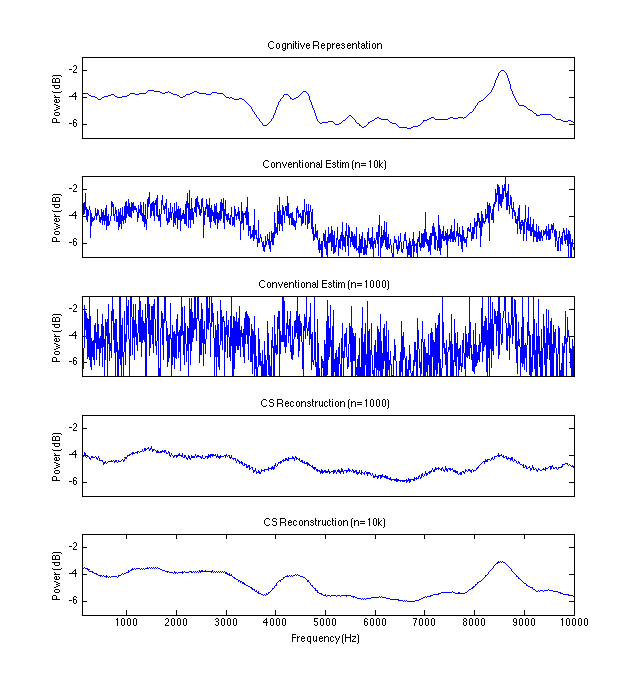 Cognitive Representation
-2
-4
-6
Power(dB)
Conventional Estim (n=10k)
-2
-4
-6
Power(dB)
Conventional Estim (n=1000)
-2
-4
-6
Power(dB)
CS Reconstruction (n=1000)
-2
-4
-6
Power(dB)
CS Reconstruction (n=10k)
-2
-4
-6
Power(dB)
1000 2000 3000 4000 5000 6000 7000 8000 9000 10000
Frequency(Hz)